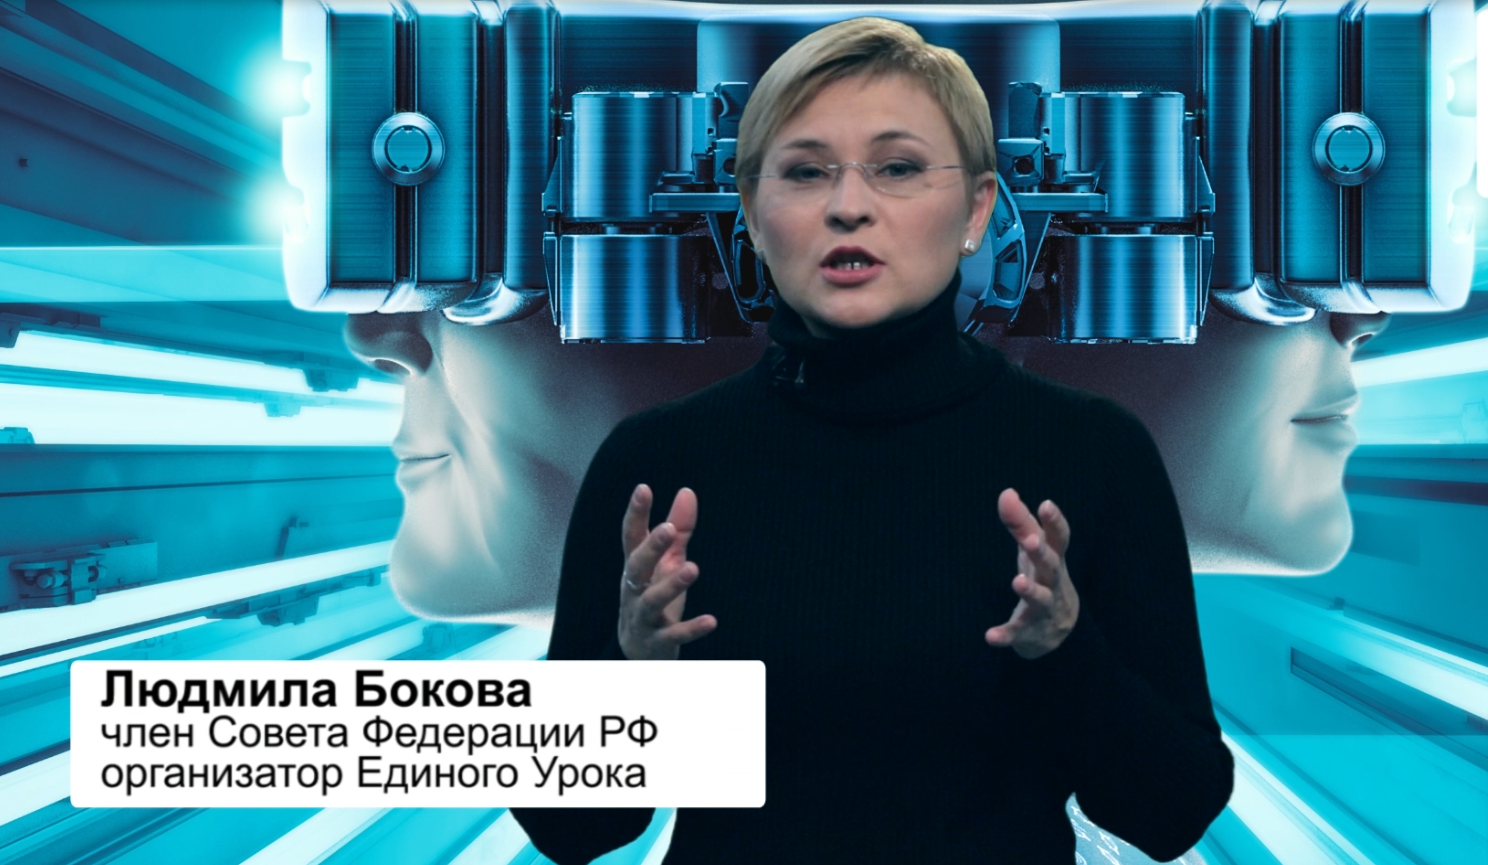 Людмила Бокова
член Совета Федерации РФ
организатор Единого Урока